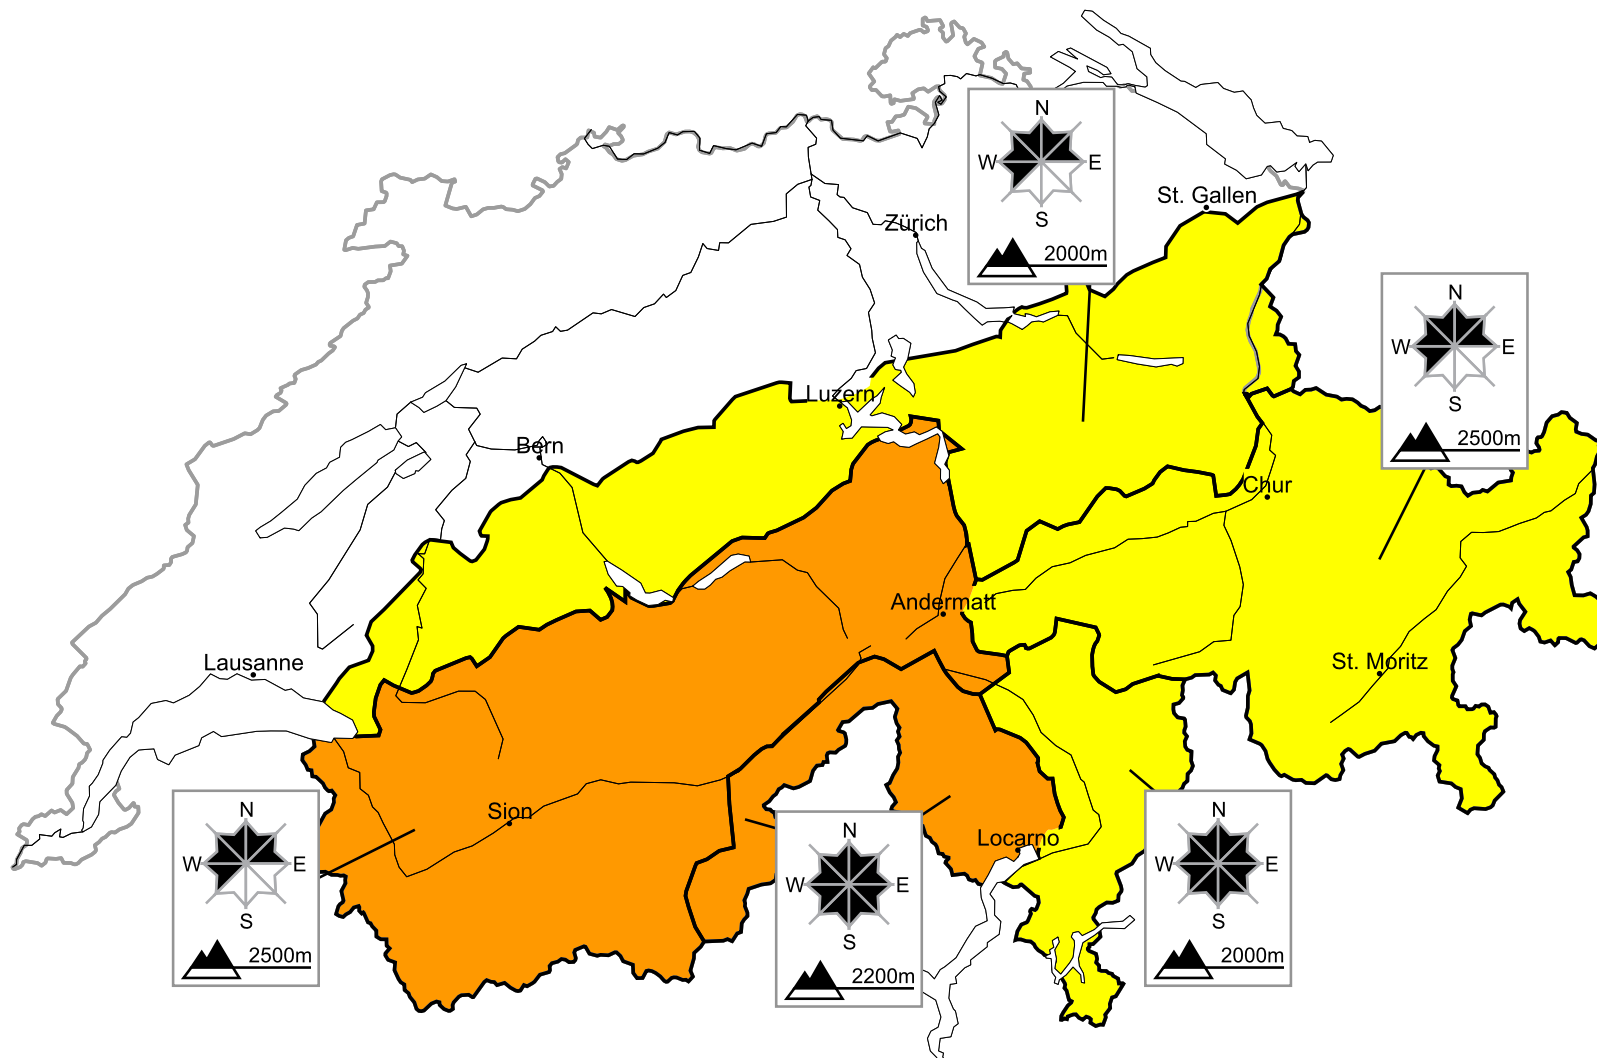 N
W E
S
2000m
St. Gallen
Zürich
N
W E
S
2500m
Luzern
Bern
Chur
Andermatt
Lausanne
St. Moritz
N
W E
S
2500m
Sion
N
W E
S
2200m
Locarno
N
W E
S
2000m